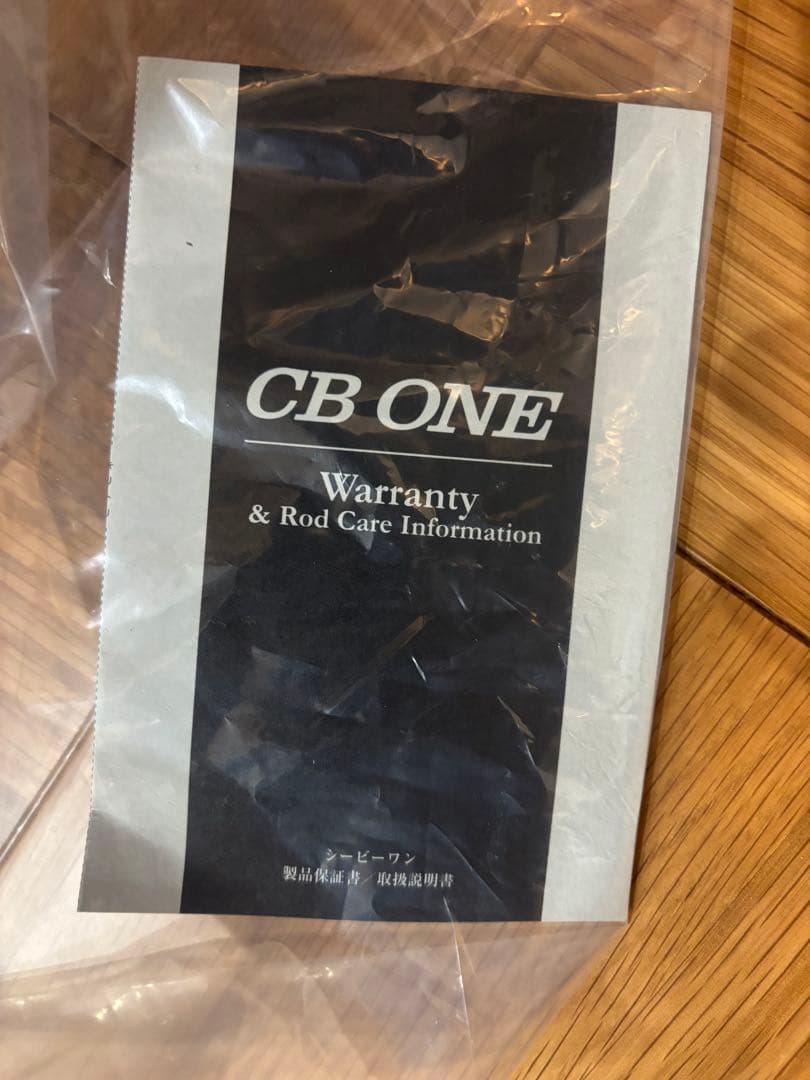 CB ONE
Warranty
& Rod Care Information
シービーワン
製品保証書/取扱説明書